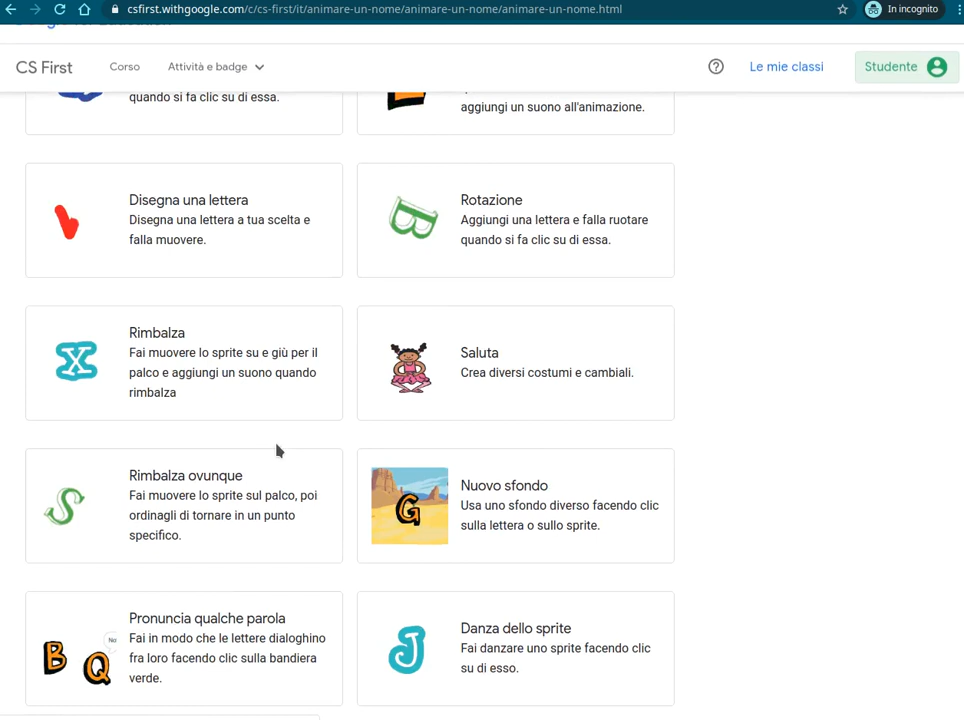 csfirst.withgoogle.com/c/cs-first/it/animare-un-nome/animare-un-nome/animare-un-nome.html
In incognito
CS First
Corso
Attività e badge
Le mie classi
Studente
quando si fa clic su di essa.
aggiungi un suono all'animazione.
Disegna una lettera
Disegna una lettera a tua scelta e
falla muovere.
Rotazione
Aggiungi una lettera e falla ruotare
quando si fa clic su di essa.
Rimbalza
Fai muovere lo sprite su e giù per il
palco e aggiungi un suono quando
rimbalza
Saluta
Crea diversi costumi e cambiali.
Rimbalza ovunque
Fai muovere lo sprite sul palco, poi
ordinagli di tornare in un punto
specifico.
Nuovo sfondo
Usa uno sfondo diverso facendo clic
sulla lettera o sullo sprite.
Pronuncia qualche parola
Fai in modo che le lettere dialoghino
fra loro facendo clic sulla bandiera
verde.
Danza dello sprite
Fai danzare uno sprite facendo clic
su di esso.
B
X
S
G
B
Q
J